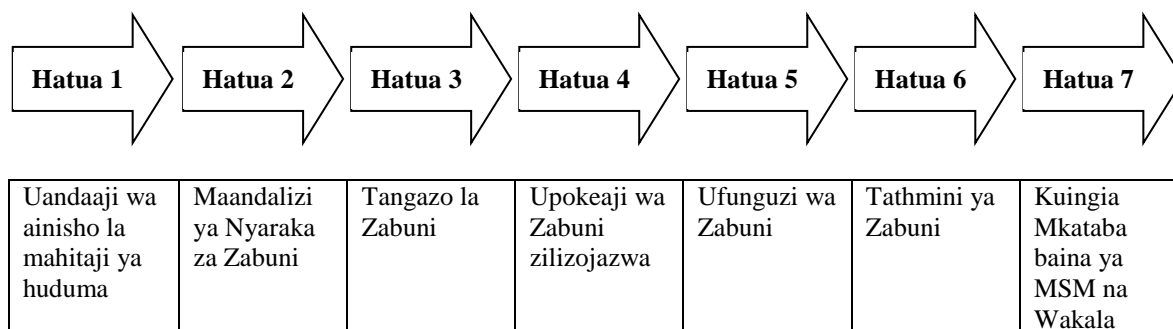 Hatua 1
Hatua 2
Hatua 3
Hatua 4
Hatua 5
Hatua 6
Hatua 7
Uandaaji wa
ainisho la
mahitaji ya
huduma
Maandalizi
ya Nyaraka
za Zabuni
Tangazo la
Zabuni
Upokeaji wa
Zabuni
zilizojazwa
Ufunguzi wa
Zabuni
Tathmini ya
Zabuni
Kuingia
Mkataba
baina ya
MSM na
Wakala